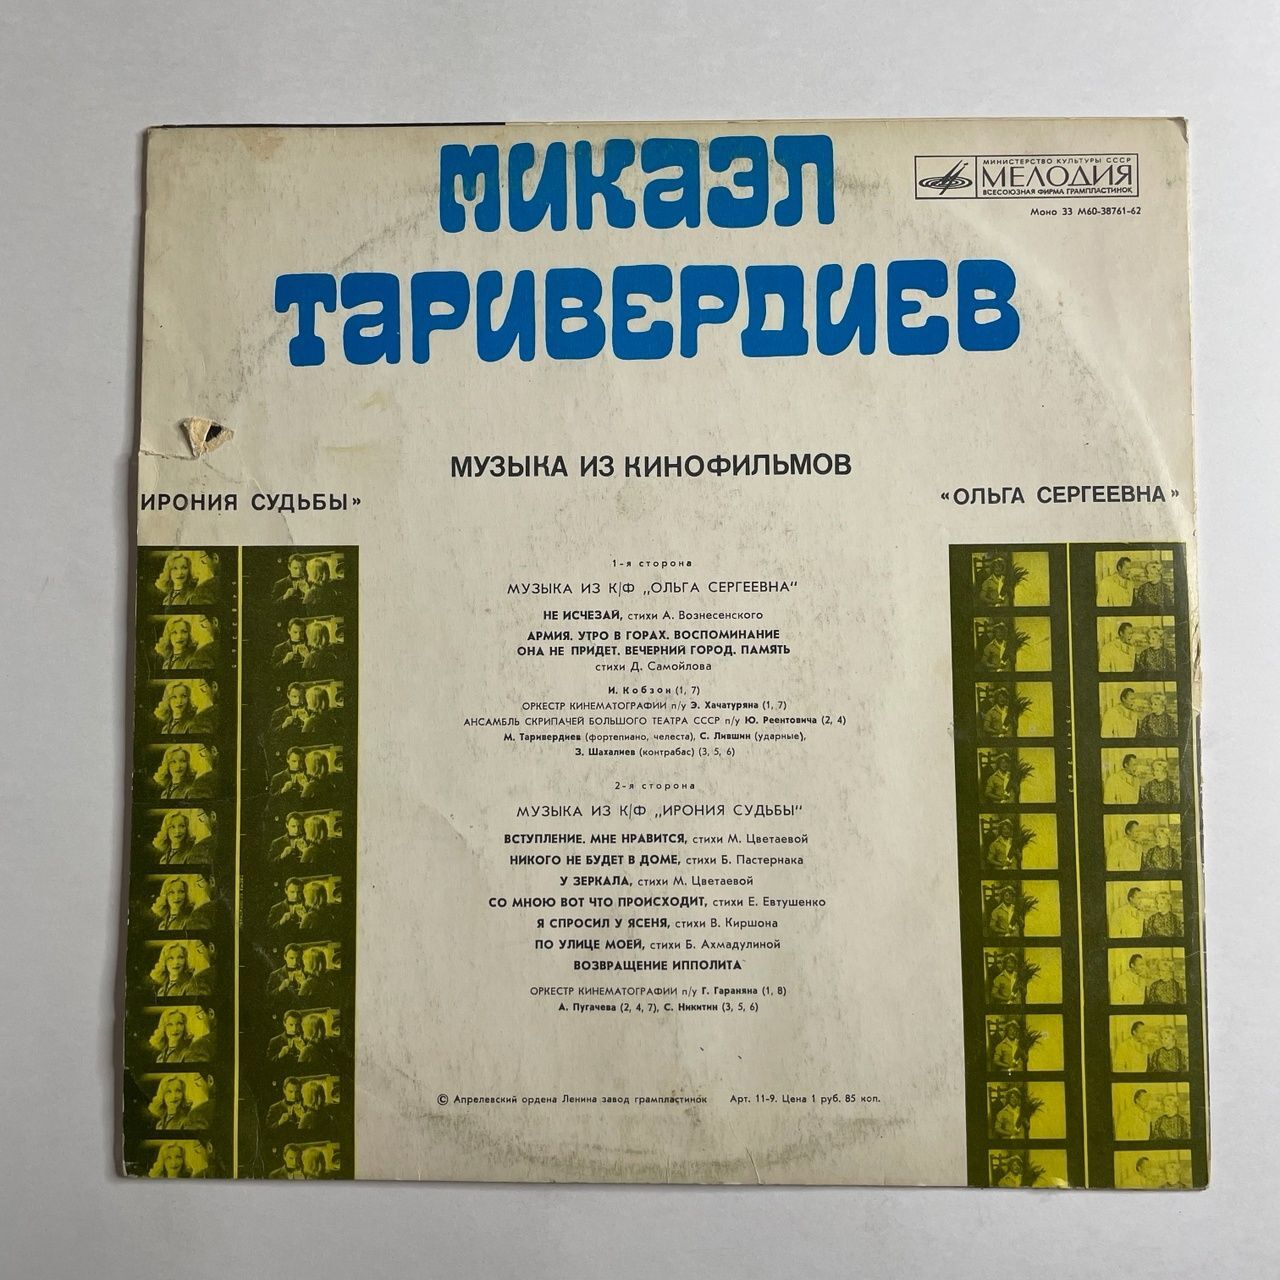 МИКАЭЛ
ТАРИВЕРДИЕВ
МИНИСТЕРСТВО КУЛЬТУРЫ СССР
МЕЛОДИЯ
ВСЕСОЮЗНАЯ ФИРМА ГРАМПЛАСТИНОК
Моно 33 М60-38761-62
МУЗЫКА ИЗ КИНОФИЛЬМОВ
ИРОНИЯ СУДЬБЫ»
«ОЛЬГА СЕРГЕЕВНА»
1-я сторона
МУЗЫКА ИЗ К/Ф „ОЛЬГА СЕРГЕЕВНА“
НЕ ИСЧЕЗАЙ, стихи А. Вознесенского
АРМИЯ. УТРО В ГОРАХ. ВОСПОМИНАНИЕ
ОНА НЕ ПРИДЕТ. ВЕЧЕРНИЙ ГОРОД. ПАМЯТЬ
стихи Д. Самойлова
И. Кобзон (1, 7)
ОРКЕСТР КИНЕМАТОГРАФИИ п/у Э. Хачатуряна (1, 7)
АНСАМБЛЬ СКРИПАЧЕЙ БОЛЬШОГО ТЕАТРА СССР п/у Ю. Реентовича (2, 4)
М. Таривердиев (фортепиано, челеста), С. Лившин (ударные),
З. Шахалиев (контрабас) (3, 5, 6)
2-я сторона
МУЗЫКА ИЗ К/Ф „ИРОНИЯ СУДЬБЫ“
ВСТУПЛЕНИЕ. МНЕ НРАВИТСЯ, стихи М. Цветаевой
НИКОГО НЕ БУДЕТ В ДОМЕ, стихи Б. Пастернака
У ЗЕРКАЛА, стихи М. Цветаевой
СО МНОЮ ВОТ ЧТО ПРОИСХОДИТ, стихи Е. Евтушенко
Я СПРОСИЛ У ЯСЕНЯ, стихи В. Киршона
ПО УЛИЦЕ МОЕЙ, стихи Б. Ахмадулиной
ВОЗВРАЩЕНИЕ ИППОЛИТА
ОРКЕСТР КИНЕМАТОГРАФИИ п/у Г. Гараняна (1, 8)
А. Пугачева (2, 4, 7), С. Никитин (3, 5, 6)
© Апрелевский ордена Ленина завод грампластинок Арт. 11-9. Цена 1 руб. 85 коп.